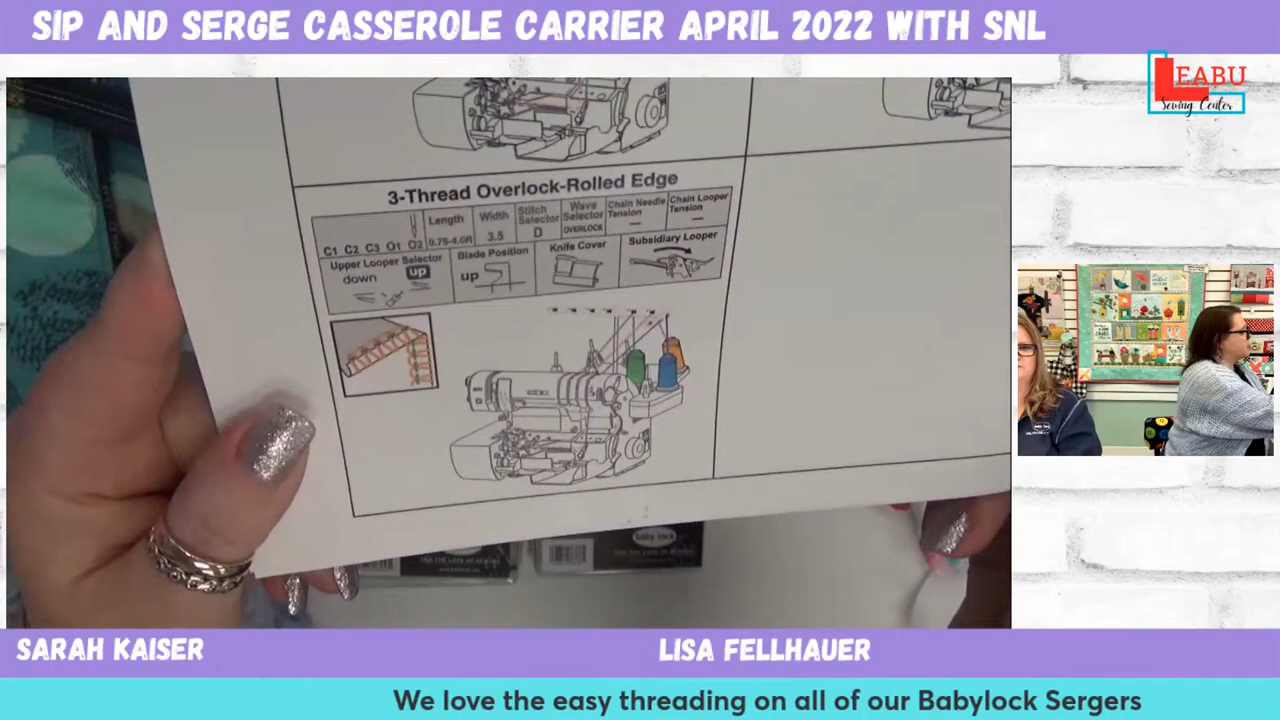 SIP AND SERGE CASSEROLE CARRIER APRIL 2022 WITH SNL
LEABU
Sewing Center
3-Thread Overlock-Rolled Edge
C1 C2 C3 O1 O2
Length
0.75-4.0R
Width
3.5
Stitch
Selector
D
Wave
Selector
OVERLOCK
Chain Needle
Tension
—
Chain Looper
Tension
—
Upper Looper Selector
down up
Blade Position
up
Knife Cover
Subsidiary Looper
baby lock
SARAH KAISER
LISA FELLHAUER
We love the easy threading on all of our Babylock Sergers